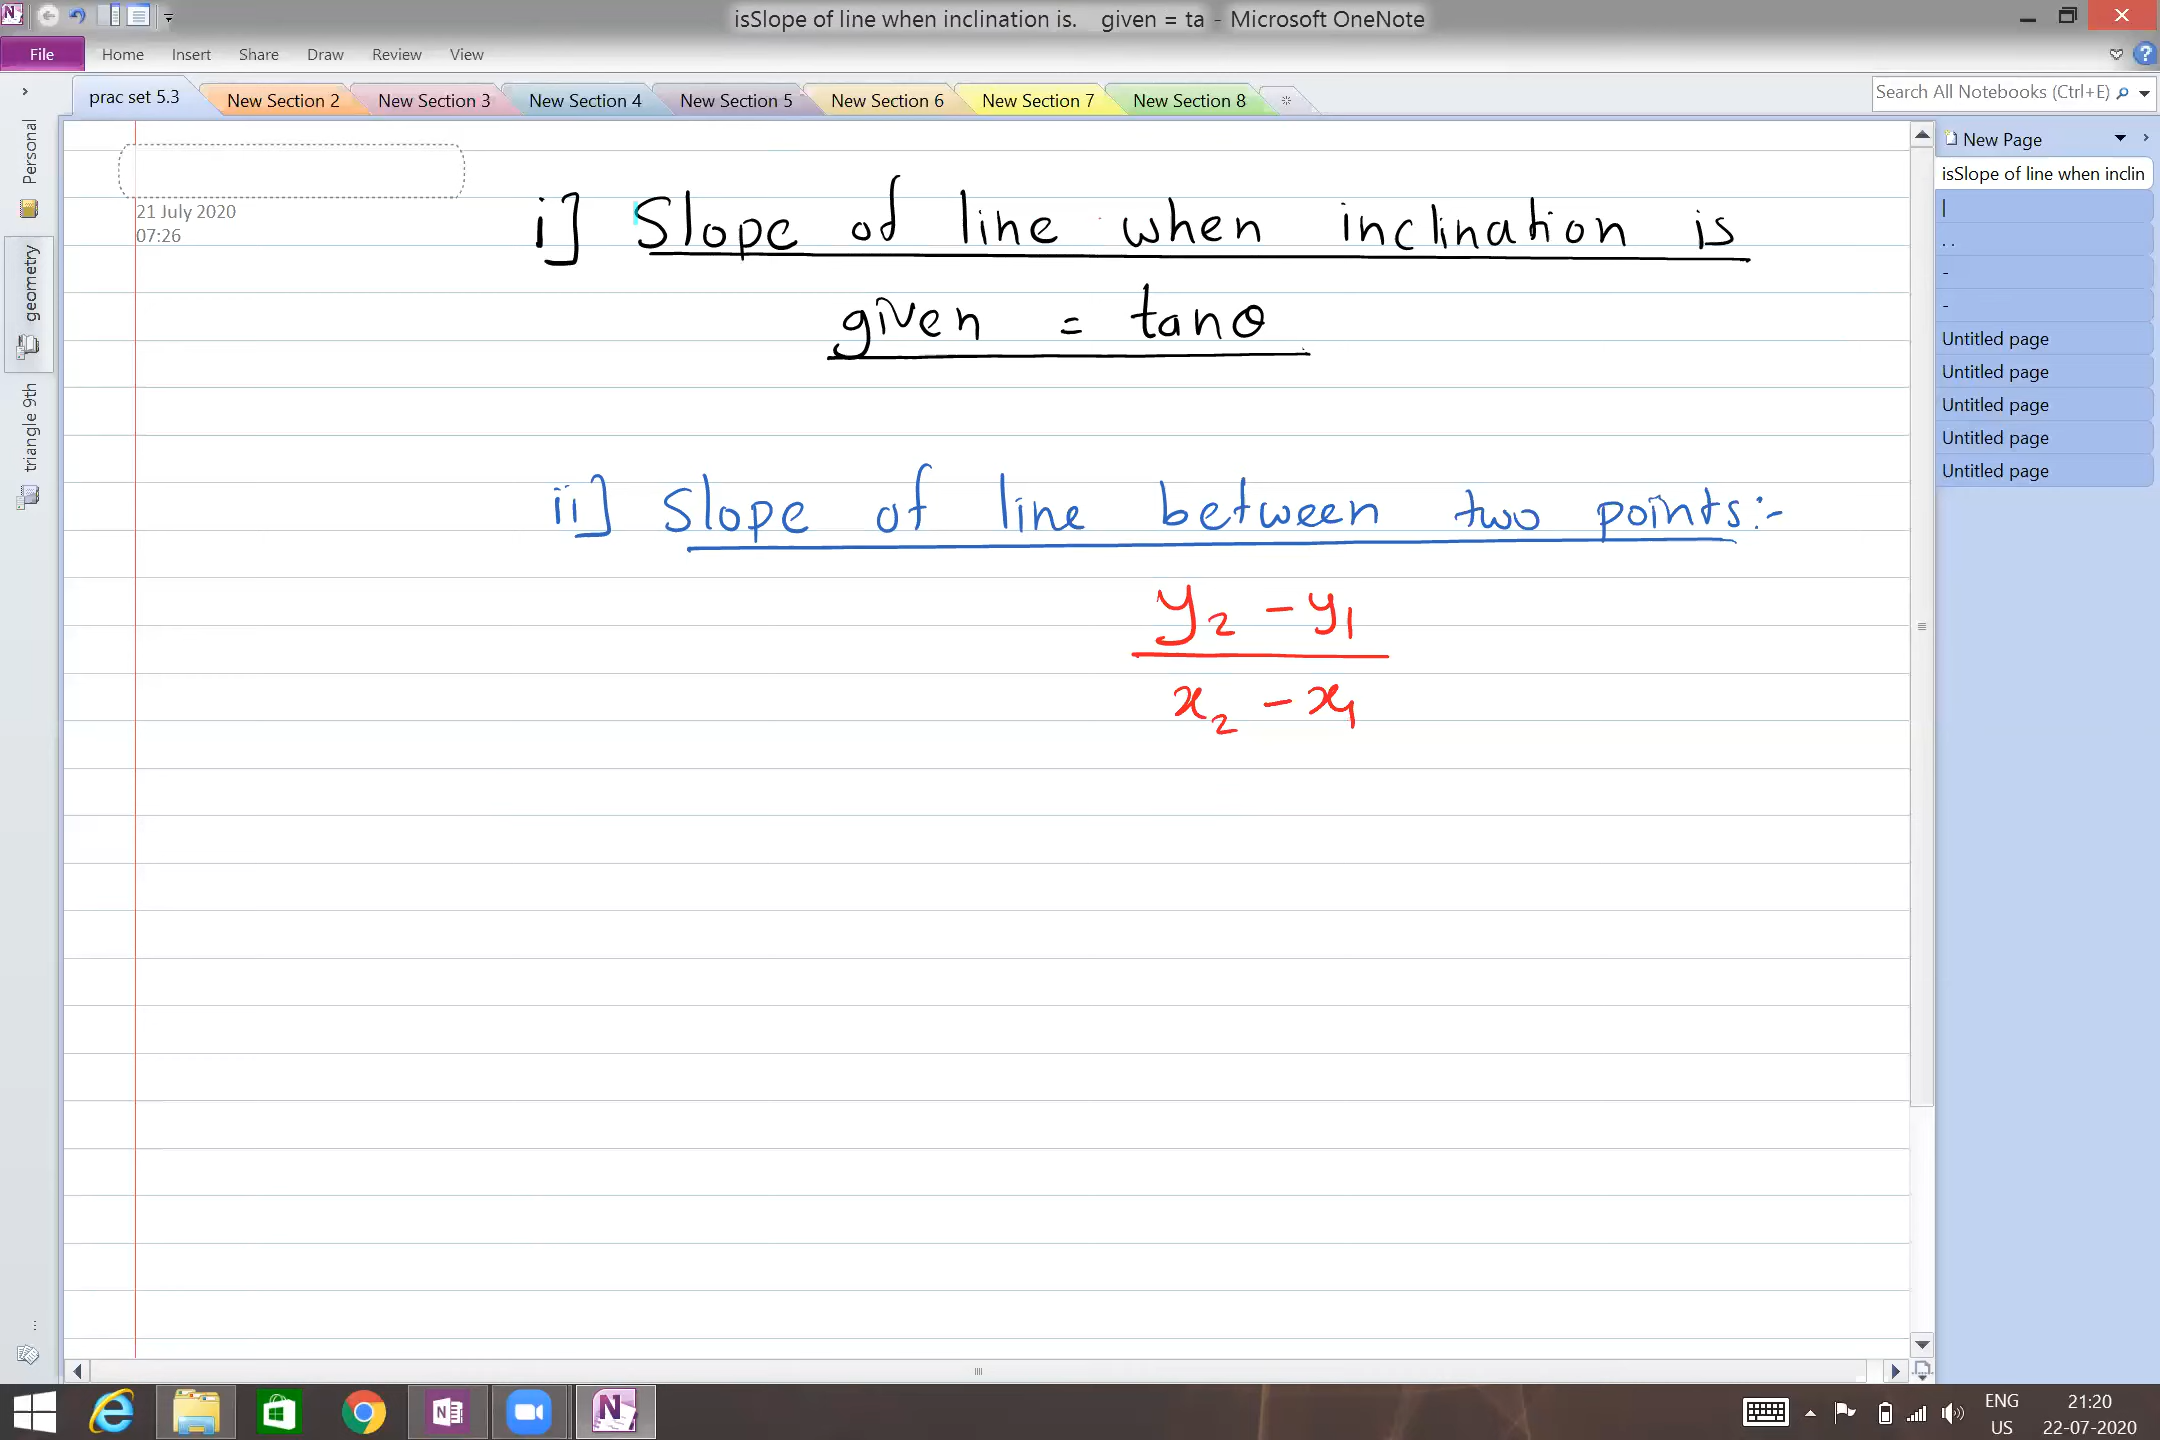 isSlope of line when inclination is.    given = ta - Microsoft OneNote
File Home Insert Share Draw Review View
prac set 5.3 New Section 2 New Section 3 New Section 4 New Section 5 New Section 6 New Section 7 New Section 8
Search All Notebooks (Ctrl+E)
Personal
geometry
triangle 9th
21 July 2020
07:26
i] Slope of line when inclination is
given = tanθ
ii] Slope of line between two points:-
y₂ - y₁
x₂ - x₁
New Page
isSlope of line when inclin
. .
-
-
Untitled page
Untitled page
Untitled page
Untitled page
Untitled page
ENG
US
21:20
22-07-2020